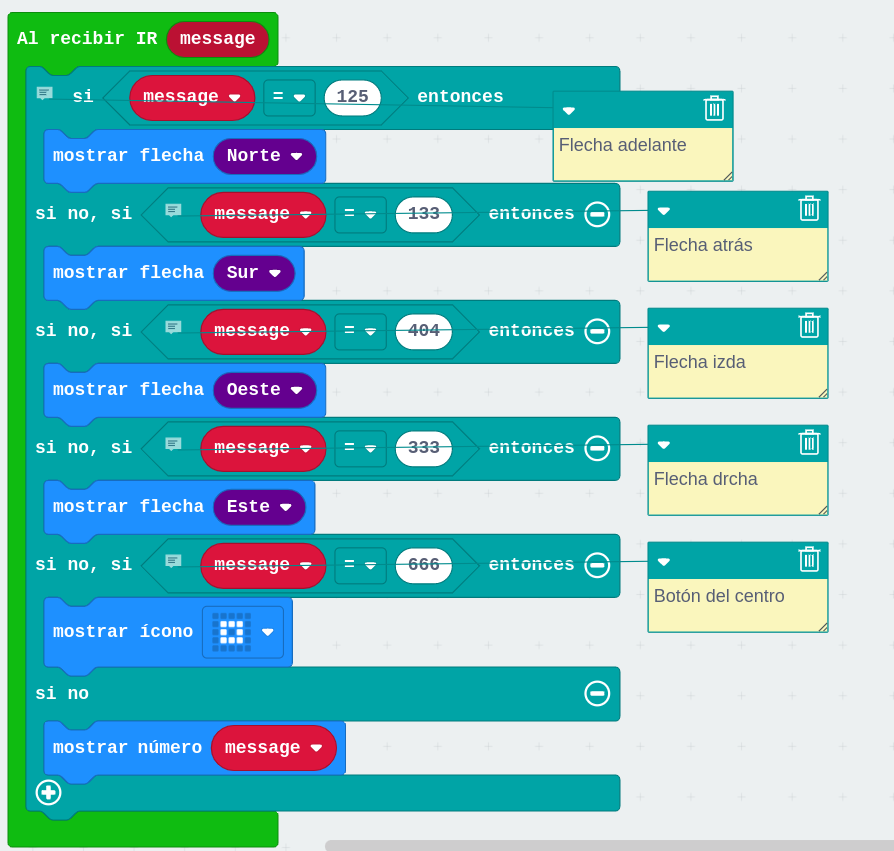 Al recibir IR message
si message = 125 entonces
Flecha adelante
mostrar flecha Norte
si no, si message = 133 entonces
Flecha atrás
mostrar flecha Sur
si no, si message = 404 entonces
Flecha izda
mostrar flecha Oeste
si no, si message = 333 entonces
Flecha drcha
mostrar flecha Este
si no, si message = 666 entonces
Botón del centro
mostrar ícono
si no
mostrar número message